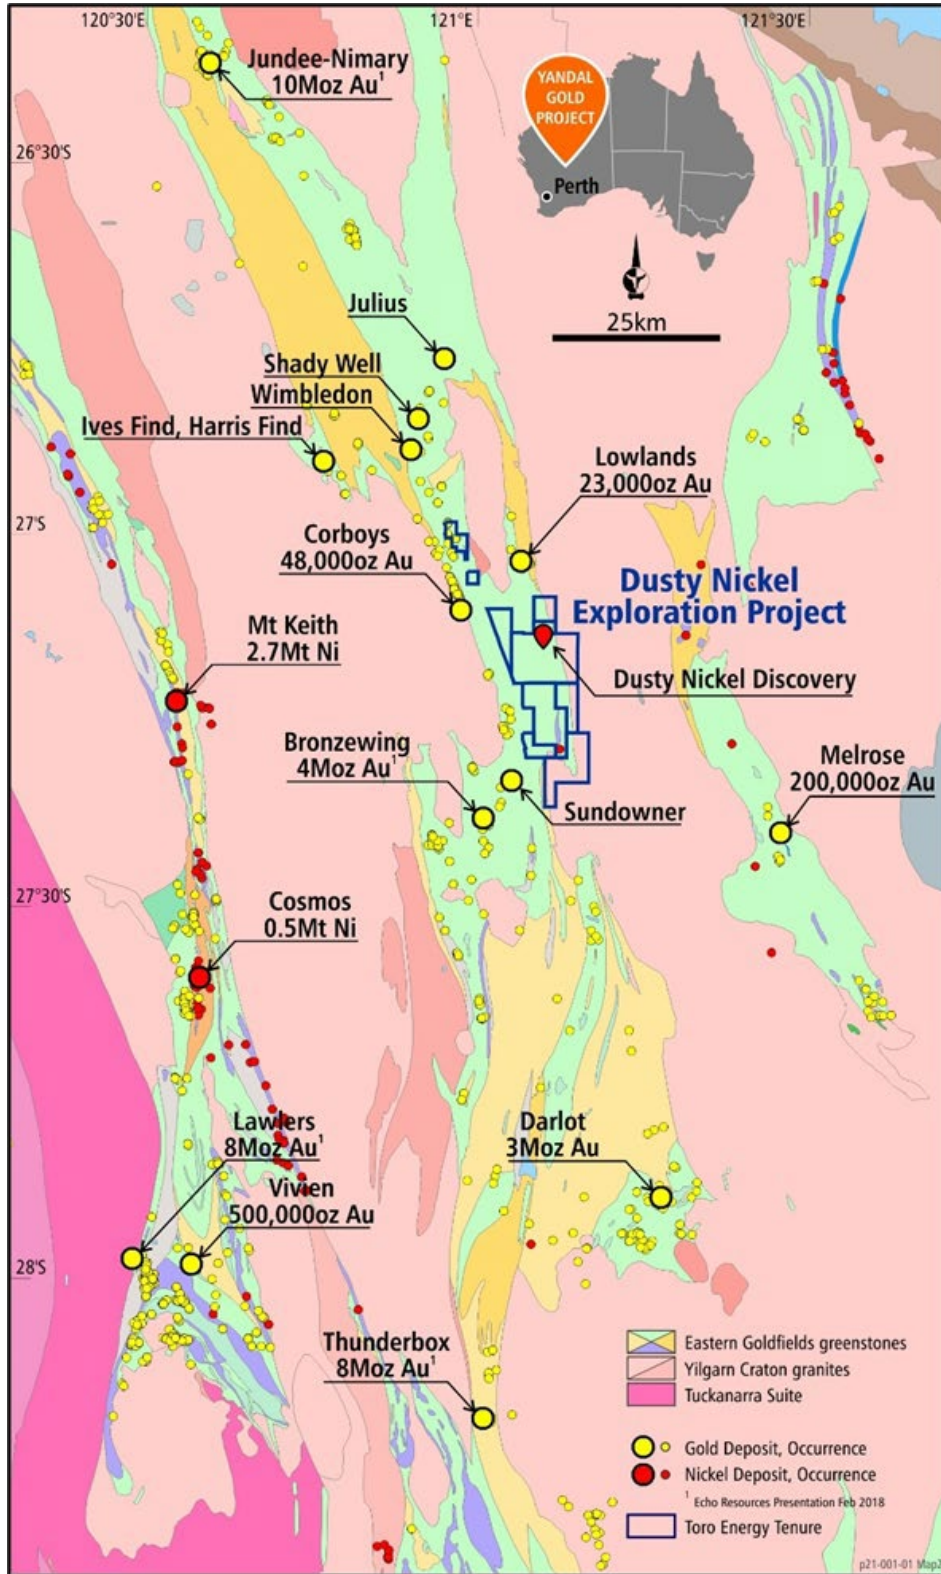 120°30'E
121°E
121°30'E
Jundee-Nimary
10Moz Au¹
YANDAL
GOLD
PROJECT
Perth
26°30'S
25km
Julius
Shady Well
Wimbledon
Ives Find, Harris Find
Lowlands
23,000oz Au
27°S
Corboys
48,000oz Au
Dusty Nickel
Exploration Project
Mt Keith
2.7Mt Ni
Dusty Nickel Discovery
Bronzewing
4Moz Au¹
Melrose
200,000oz Au
Sundowner
27°30'S
Cosmos
0.5Mt Ni
Lawlers
8Moz Au¹
Darlot
3Moz Au
Vivien
500,000oz Au
28°S
Thunderbox
8Moz Au¹
Eastern Goldfields greenstones
Yilgarn Craton granites
Tuckanarra Suite
Gold Deposit, Occurrence
Nickel Deposit, Occurrence
¹ Echo Resources Presentation Feb 2018
Toro Energy Tenure
p21-001-01 Map2